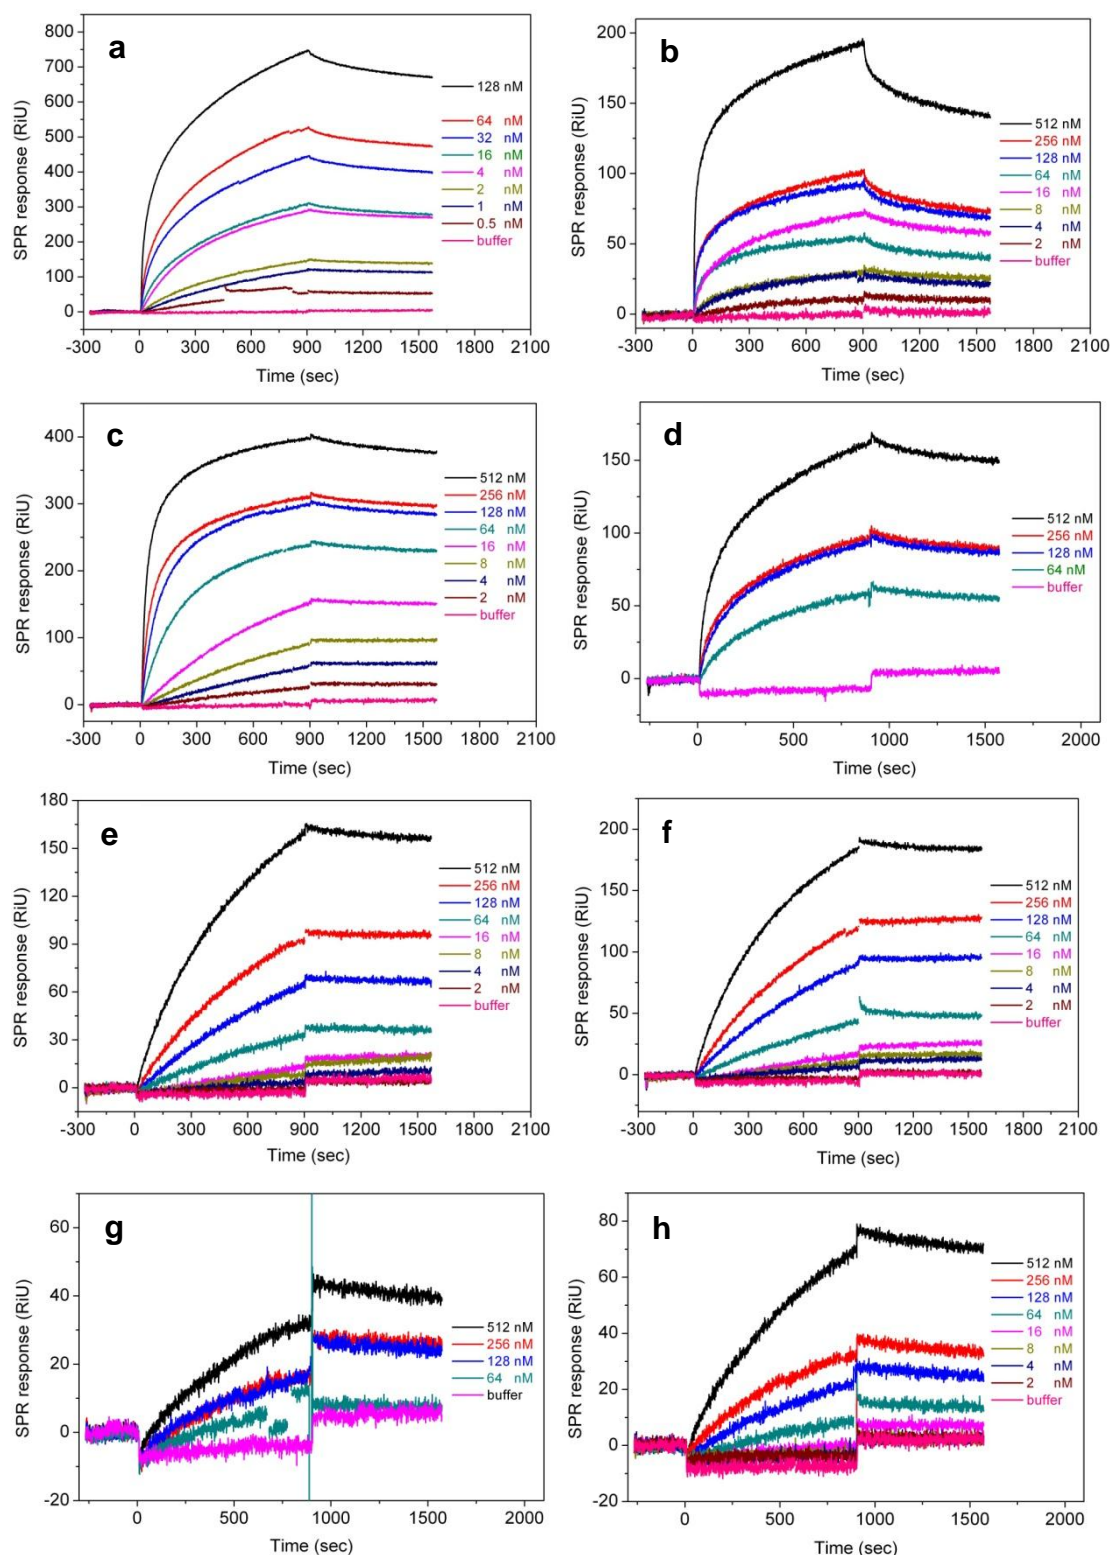 a
SPR response (RiU)
800
700
600
500
400
300
200
100
0
128 nM
64 nM
32 nM
16 nM
4 nM
2 nM
1 nM
0.5 nM
buffer
-300 0 300 600 900 1200 1500 1800 2100
Time (sec)
b
SPR response (RiU)
200
150
100
50
0
512 nM
256 nM
128 nM
64 nM
16 nM
8 nM
4 nM
2 nM
buffer
-300 0 300 600 900 1200 1500 1800 2100
Time (sec)
c
SPR response (RiU)
400
300
200
100
0
512 nM
256 nM
128 nM
64 nM
16 nM
8 nM
4 nM
2 nM
buffer
-300 0 300 600 900 1200 1500 1800 2100
Time (sec)
d
SPR response (RiU)
150
100
50
0
512 nM
256 nM
128 nM
64 nM
buffer
0 500 1000 1500 2000
Time (sec)
e
SPR response (RiU)
180
150
120
90
60
30
0
512 nM
256 nM
128 nM
64 nM
16 nM
8 nM
4 nM
2 nM
buffer
-300 0 300 600 900 1200 1500 1800 2100
Time (sec)
f
SPR response (RiU)
200
150
100
50
0
512 nM
256 nM
128 nM
64 nM
16 nM
8 nM
4 nM
2 nM
buffer
-300 0 300 600 900 1200 1500 1800 2100
Time (sec)
g
SPR response (RiU)
60
40
20
0
-20
512 nM
256 nM
128 nM
64 nM
buffer
0 500 1000 1500 2000
Time (sec)
h
SPR response (RiU)
80
60
40
20
0
-20
512 nM
256 nM
128 nM
64 nM
16 nM
8 nM
4 nM
2 nM
buffer
0 500 1000 1500 2000
Time (sec)